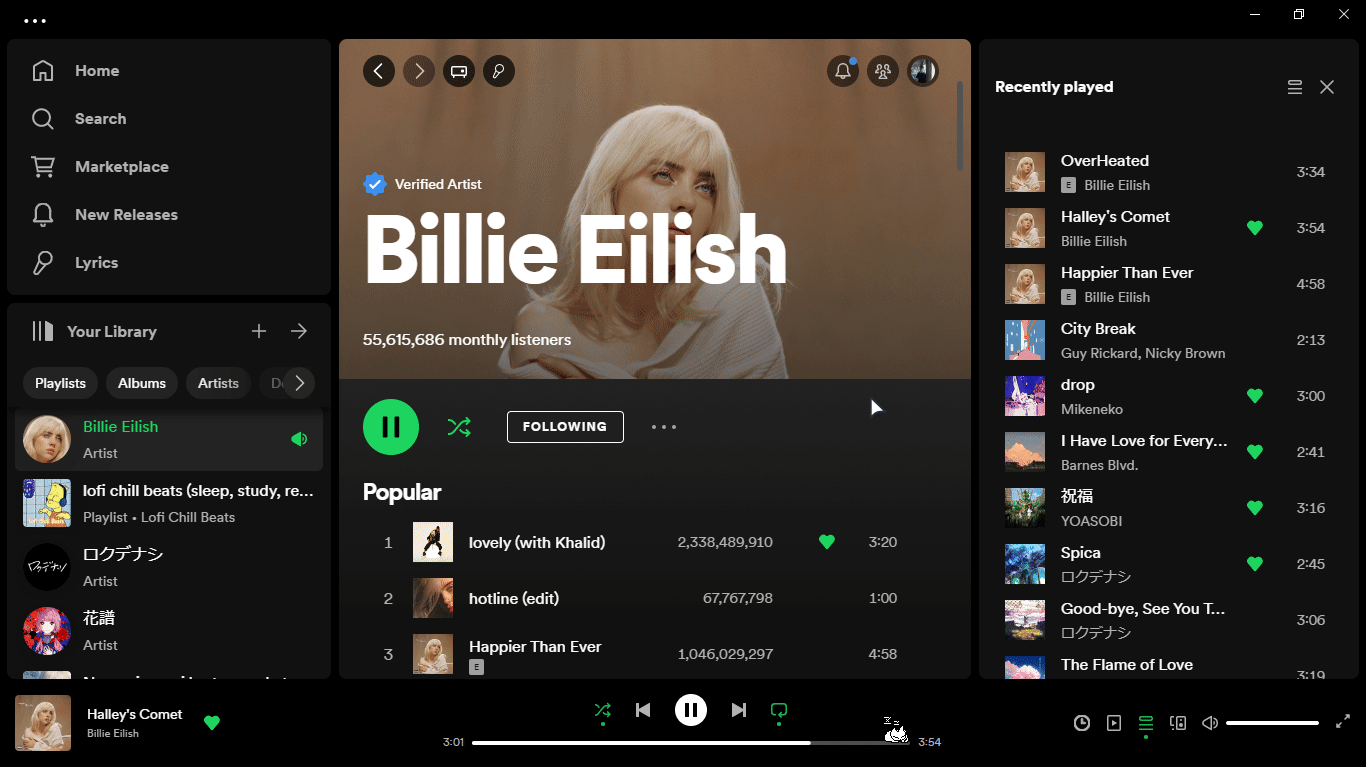 Home
Search
Marketplace
New Releases
Lyrics
Your Library
Playlists
Albums
Artists
Billie Eilish
Artist
lofi chill beats (sleep, study, re...
Playlist • Lofi Chill Beats
ロクデナシ
Artist
花譜
Artist
Verified Artist
Billie Eilish
55,615,686 monthly listeners
FOLLOWING
Popular
1 lovely (with Khalid) 2,338,489,910 3:20
2 hotline (edit) 67,767,798 1:00
3 Happier Than Ever 1,046,029,297 4:58
E
Recently played
OverHeated 3:34
E Billie Eilish
Halley's Comet 3:54
Billie Eilish
Happier Than Ever 4:58
E Billie Eilish
City Break 2:13
Guy Rickard, Nicky Brown
drop 3:00
Mikeneko
I Have Love for Every... 2:41
Barnes Blvd.
祝福 3:16
YOASOBI
Spica 2:45
ロクデナシ
Good-bye, See You T... 3:06
ロクデナシ
The Flame of Love 3:19
Halley's Comet
Billie Eilish
3:01 3:54